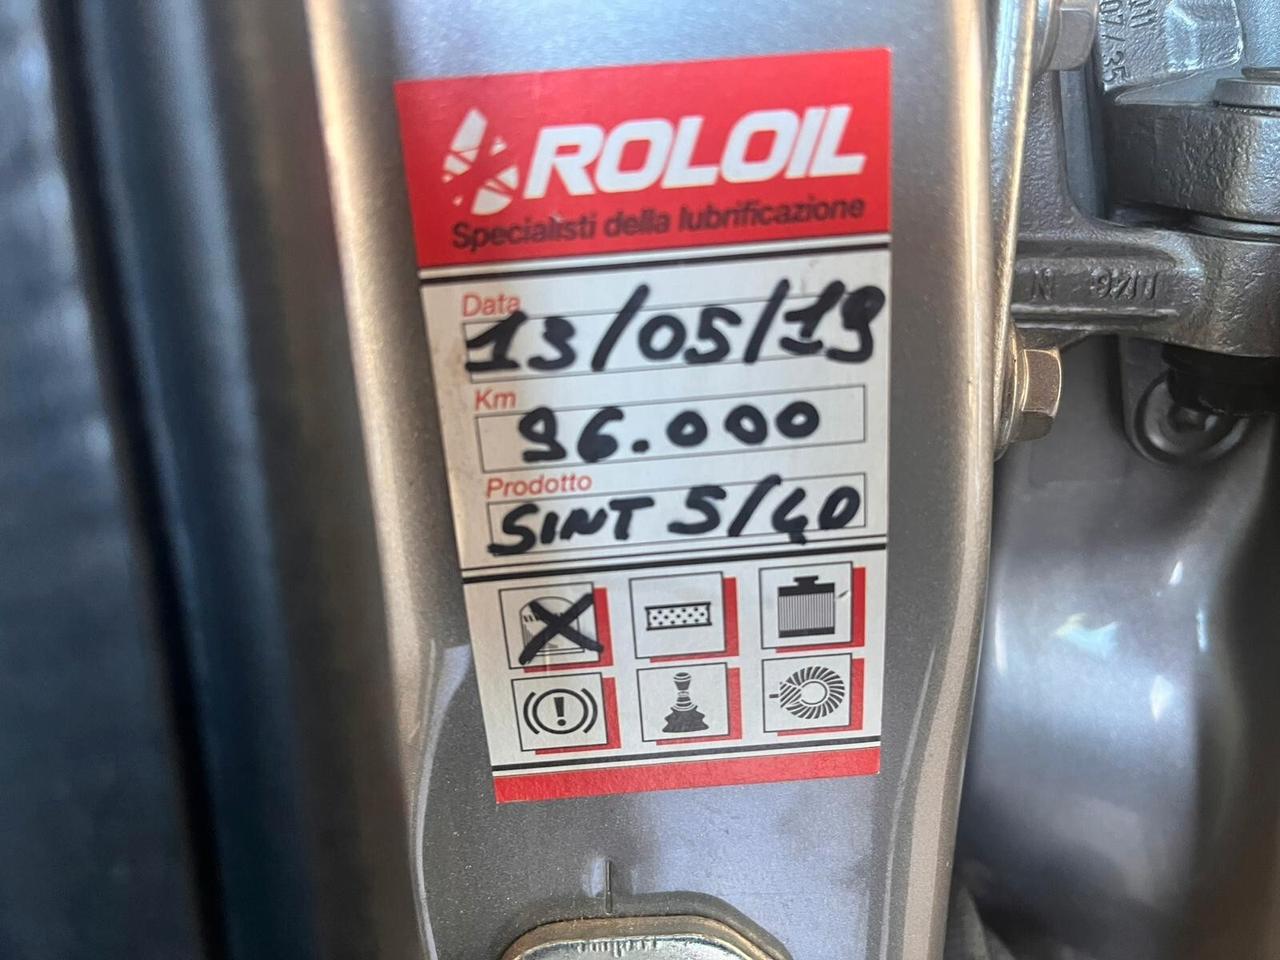 ROLOIL
Specialisti della lubrificazione
Data
13/05/19
Km
96.000
Prodotto
SINT 5/40